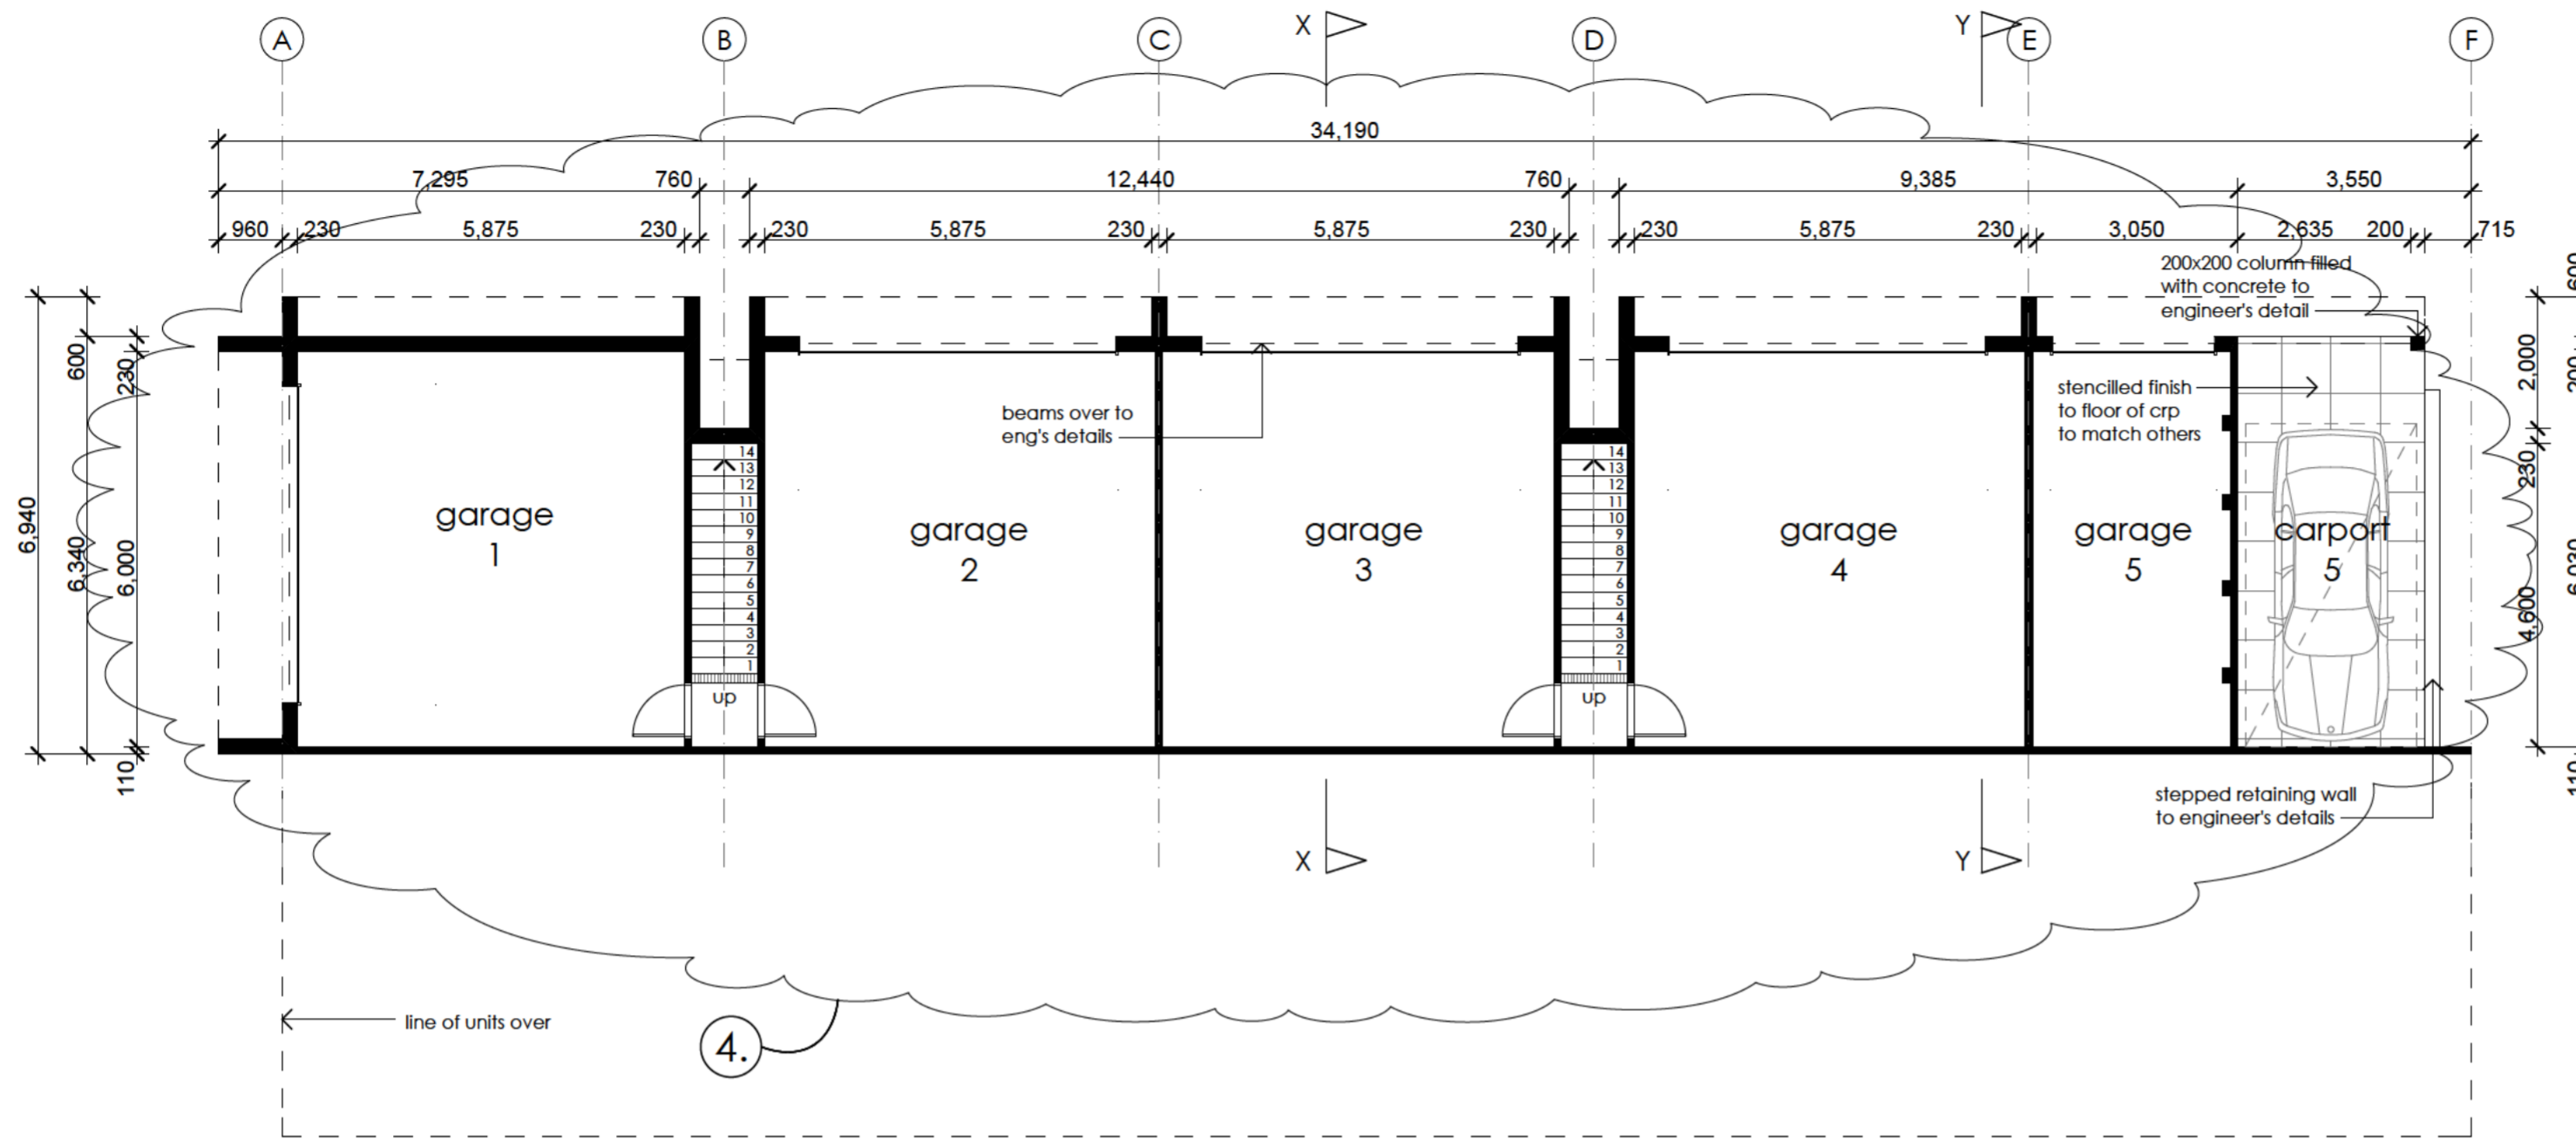 A
B
C
X
D
Y
E
F
34,190
7,295
760
12,440
760
9,385
3,550
960
230
5,875
230
230
5,875
230
5,875
230
230
5,875
230
3,050
2,635
200
715
200x200 column filled
with concrete to
engineer's detail
600
230
6,940
6,340
6,000
110
2,000
230
4,600
beams over to
eng's details
stencilled finish
to floor of crp
to match others
garage
1
garage
2
garage
3
garage
4
garage
5
carport
5
14
13
12
11
10
9
8
7
6
5
4
3
2
1
up
14
13
12
11
10
9
8
7
6
5
4
3
2
1
up
stepped retaining wall
to engineer's details
X
Y
line of units over
4.